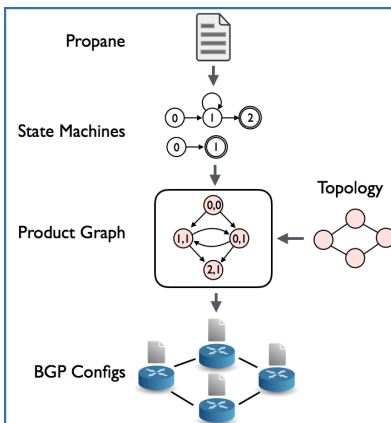 Propane
State Machines
0 1 2
0 1
Topology
Product Graph
0,0
1,1 0,1
2,1
BGP Configs